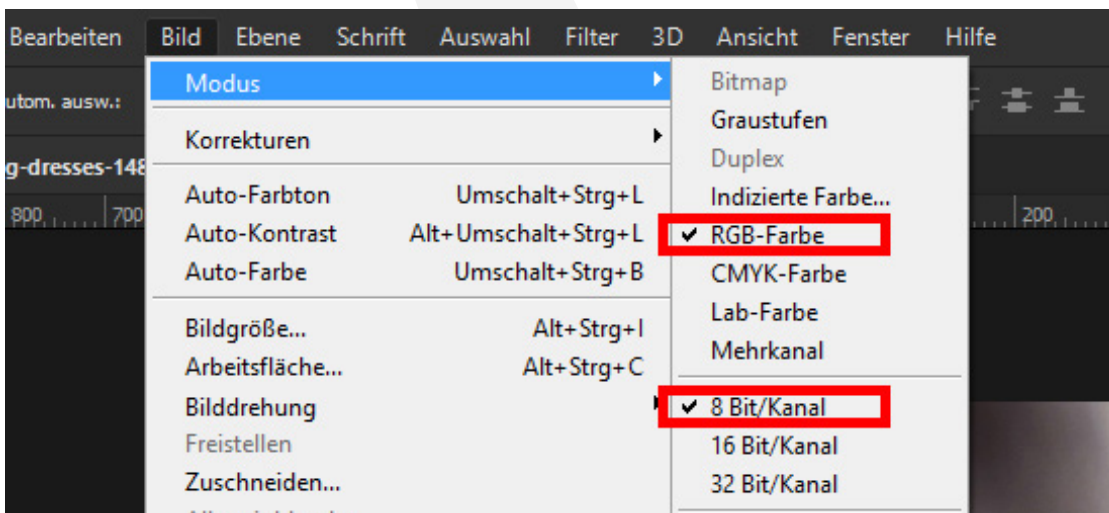 Bearbeiten Bild Ebene Schrift Auswahl Filter 3D Ansicht Fenster Hilfe
utom. ausw.:
g-dresses-148
800 700 200
Modus
Korrekturen
Auto-Farbton Umschalt+Strg+L
Auto-Kontrast Alt+Umschalt+Strg+L
Auto-Farbe Umschalt+Strg+B
Bildgröße... Alt+Strg+I
Arbeitsfläche... Alt+Strg+C
Bilddrehung
Freistellen
Zuschneiden...
Bitmap
Graustufen
Duplex
Indizierte Farbe...
RGB-Farbe
CMYK-Farbe
Lab-Farbe
Mehrkanal
8 Bit/Kanal
16 Bit/Kanal
32 Bit/Kanal